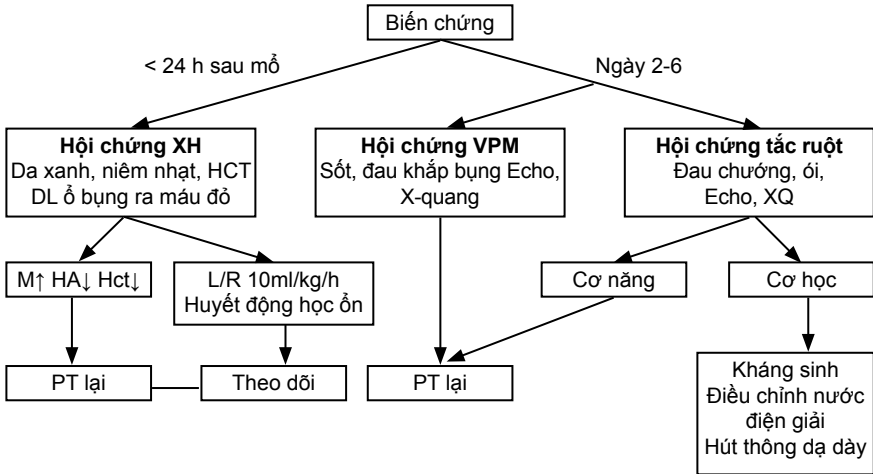 Biến chứng
< 24 h sau mổ
Ngày 2-6
Hội chứng XH
Da xanh, niêm nhạt, HCT
DL ổ bụng ra máu đỏ
Hội chứng VPM
Sốt, đau khắp bụng Echo,
X-quang
Hội chứng tắc ruột
Đau chướng, ói,
Echo, XQ
M↑ HA↓ Hct↓
L/R 10ml/kg/h
Huyết động học ổn
Cơ năng
Cơ học
PT lại
Theo dõi
PT lại
Kháng sinh
Điều chỉnh nước
điện giải
Hút thông dạ dày